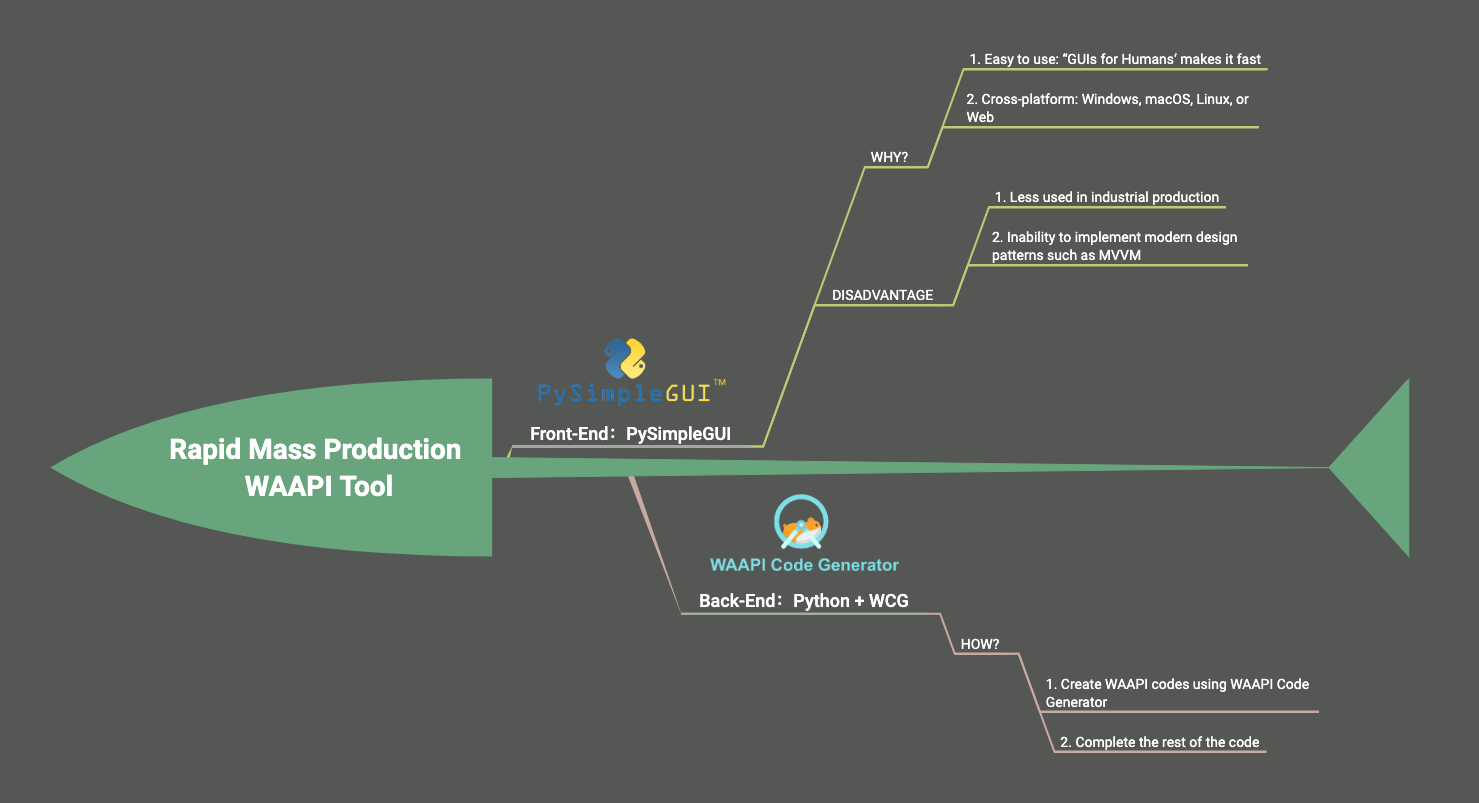 1. Easy to use: “GUIs for Humans’ makes it fast
2. Cross-platform: Windows, macOS, Linux, or
Web
WHY?
1. Less used in industrial production
2. Inability to implement modern design
patterns such as MVVM
DISADVANTAGE
PySimpleGUI™
Front-End：PySimpleGUI
Rapid Mass Production
WAAPI Tool
WAAPI Code Generator
Back-End：Python + WCG
HOW?
1. Create WAAPI codes using WAAPI Code
Generator
2. Complete the rest of the code